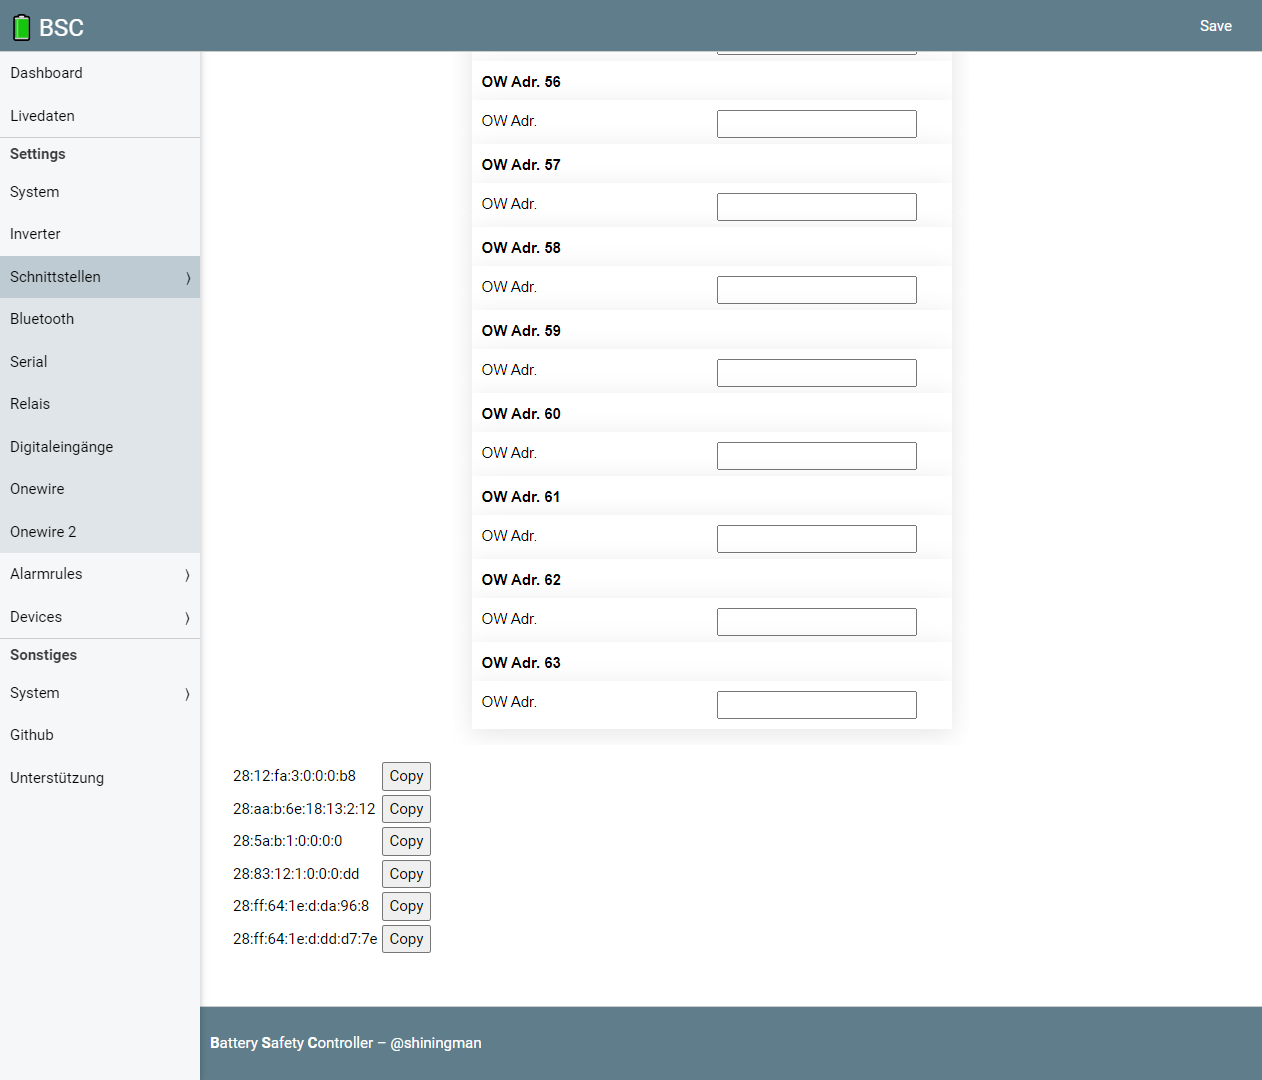 BSC
Save
Dashboard
Livedaten
Settings
System
Inverter
Schnittstellen
Bluetooth
Serial
Relais
Digitaleingänge
Onewire
Onewire 2
Alarmrules
Devices
Sonstiges
System
Github
Unterstützung
OW Adr. 56
OW Adr.
OW Adr. 57
OW Adr.
OW Adr. 58
OW Adr.
OW Adr. 59
OW Adr.
OW Adr. 60
OW Adr.
OW Adr. 61
OW Adr.
OW Adr. 62
OW Adr.
OW Adr. 63
OW Adr.
28:12:fa:3:0:0:0:b8 Copy
28:aa:b:6e:18:13:2:12 Copy
28:5a:b:1:0:0:0:0 Copy
28:83:12:1:0:0:0:dd Copy
28:ff:64:1e:d:da:96:8 Copy
28:ff:64:1e:d:dd:d7:7e Copy
Battery Safety Controller – @shiningman